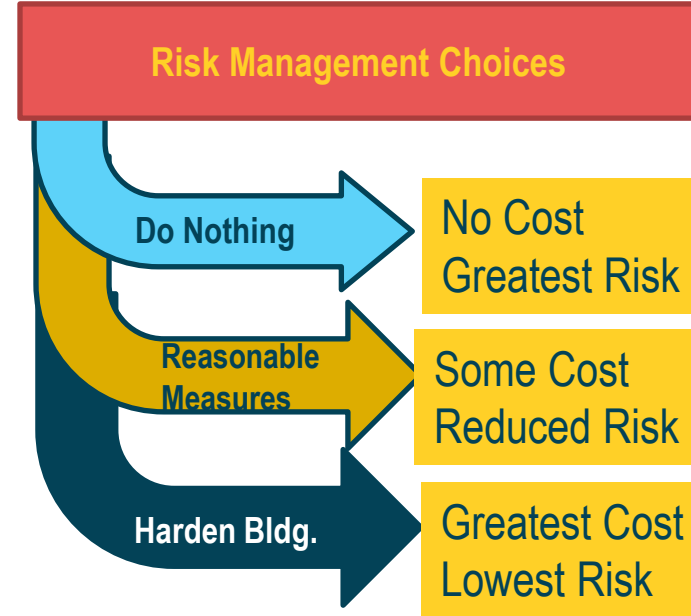 Risk Management Choices
Do Nothing
No Cost
Greatest Risk
Reasonable
Measures
Some Cost
Reduced Risk
Harden Bldg.
Greatest Cost
Lowest Risk